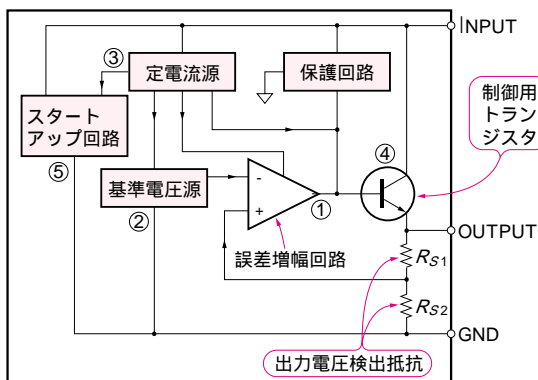 INPUT
③
定電流源
保護回路
制御用
トラン
ジスタ
スタート
アップ回路
⑤
④
基準電圧源
②
-
+
①
誤差増幅回路
OUTPUT
RS1
RS2
GND
出力電圧検出抵抗